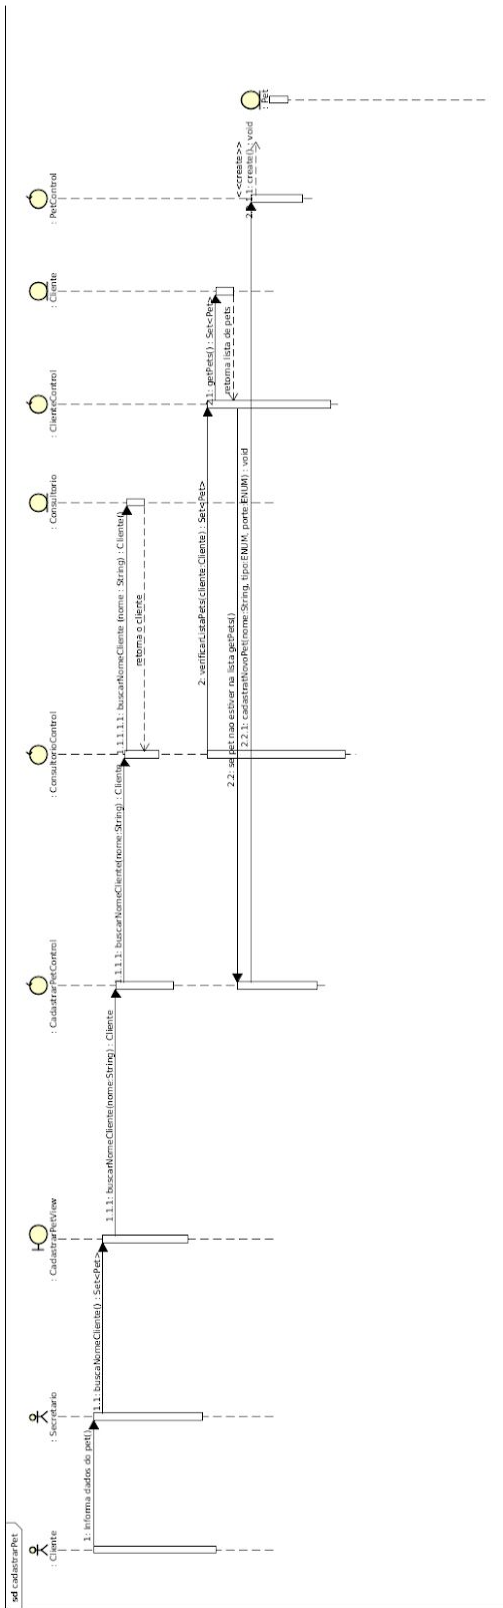 sd cadastrarPet
: Cliente
: Secretario
: CadastrarPetView
: CadastrarPetControl
: ConsultorioControl
: Consultorio
: ClienteControl
: Cliente
: PetControl
1: Informa dados do pet()
1.1: buscaNomeCliente() : Set<Pet>
1.1.1: buscarNomeCliente(nome:String) : Cliente
1.1.1.1: buscarNomeCliente(nome:String) : Cliente
1.1.1.1.1: buscarNomeCliente (nome : String) : Cliente()
retorna o cliente
2: verificarListaPets(cliente:Cliente) : Set<Pet>
2.1: getPets() : Set<Pet>
retorna lista de pets
2.2: se pet nao estiver na lista getPets()
2.2.1: cadastratNovoPet(nome:String, tipo:ENUM, porte:ENUM) : void
<<create>>
1: create() : void
: Pet